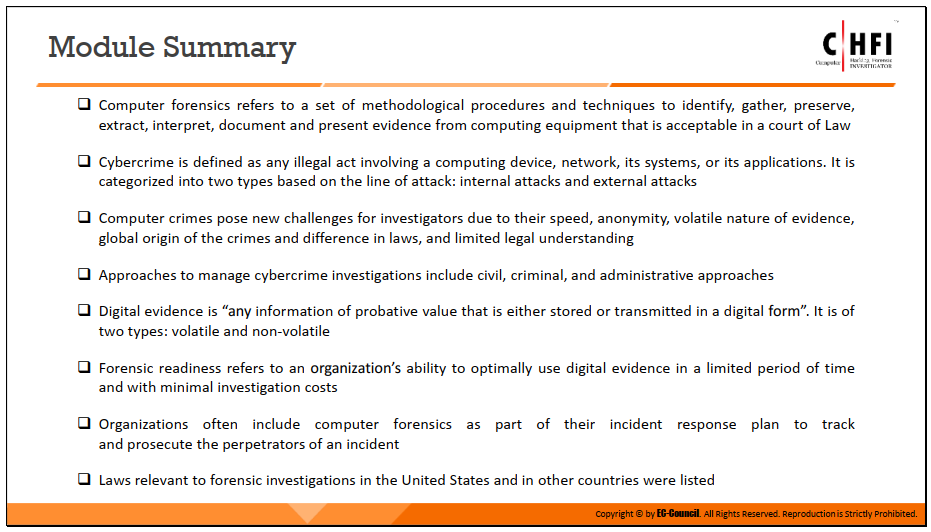 Module Summary
C HFI
Computer Hacking Forensic
INVESTIGATOR
❑ Computer forensics refers to a set of methodological procedures and techniques to identify, gather, preserve,
extract, interpret, document and present evidence from computing equipment that is acceptable in a court of Law
❑ Cybercrime is defined as any illegal act involving a computing device, network, its systems, or its applications. It is
categorized into two types based on the line of attack: internal attacks and external attacks
❑ Computer crimes pose new challenges for investigators due to their speed, anonymity, volatile nature of evidence,
global origin of the crimes and difference in laws, and limited legal understanding
❑ Approaches to manage cybercrime investigations include civil, criminal, and administrative approaches
❑ Digital evidence is “any information of probative value that is either stored or transmitted in a digital form”. It is of
two types: volatile and non-volatile
❑ Forensic readiness refers to an organization’s ability to optimally use digital evidence in a limited period of time
and with minimal investigation costs
❑ Organizations often include computer forensics as part of their incident response plan to track
and prosecute the perpetrators of an incident
❑ Laws relevant to forensic investigations in the United States and in other countries were listed
Copyright © by EC-Council. All Rights Reserved. Reproduction is Strictly Prohibited.